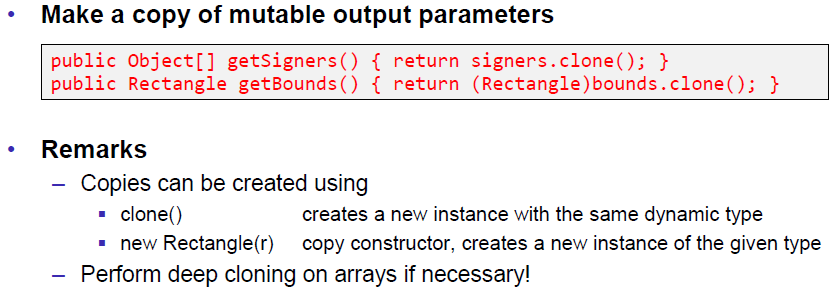 • Make a copy of mutable output parameters
public Object[] getSigners() { return signers.clone(); }
public Rectangle getBounds() { return (Rectangle)bounds.clone(); }
• Remarks
– Copies can be created using
▪ clone() creates a new instance with the same dynamic type
▪ new Rectangle(r) copy constructor, creates a new instance of the given type
– Perform deep cloning on arrays if necessary!